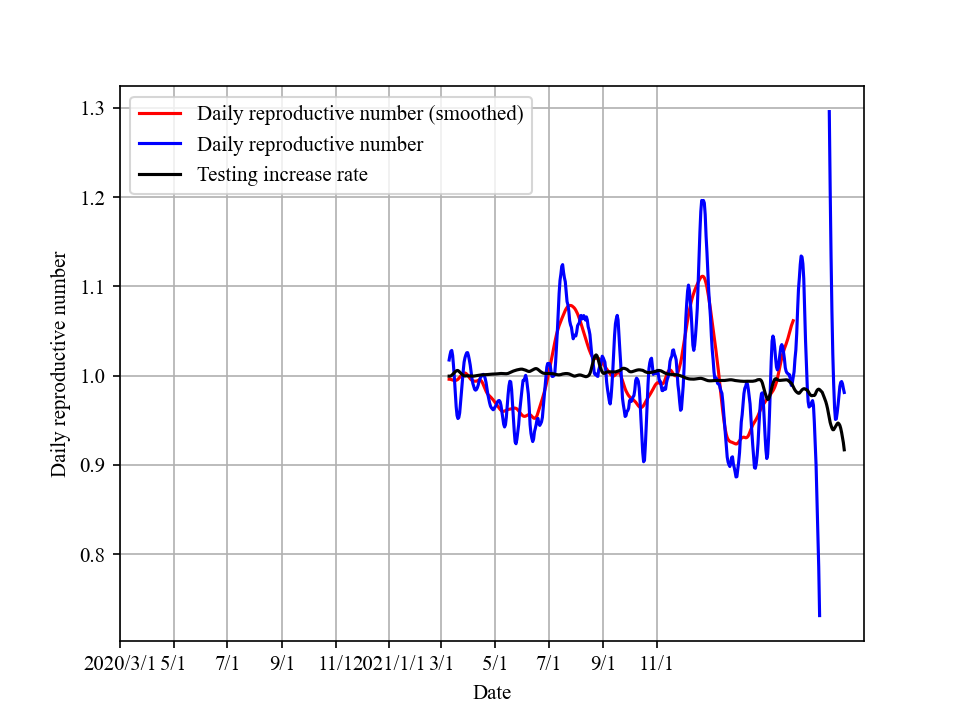 Daily reproductive number (smoothed)
Daily reproductive number
Testing increase rate
1.3
1.2
1.1
1.0
0.9
0.8
Daily reproductive number
2020/3/1 5/1 7/1 9/1 11/1 2021/1/1 3/1 5/1 7/1 9/1 11/1
Date